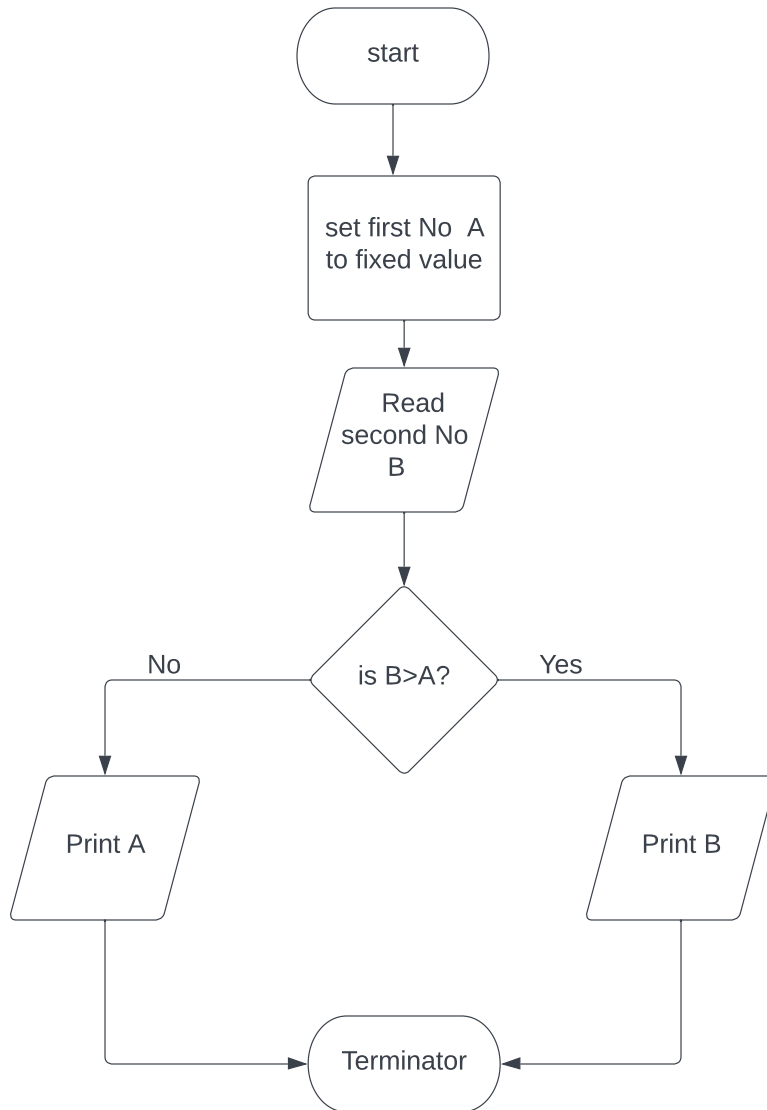 start
set first No  A
to fixed value
Read
second No
B
is B>A?
No
Yes
Print A
Print B
Terminator